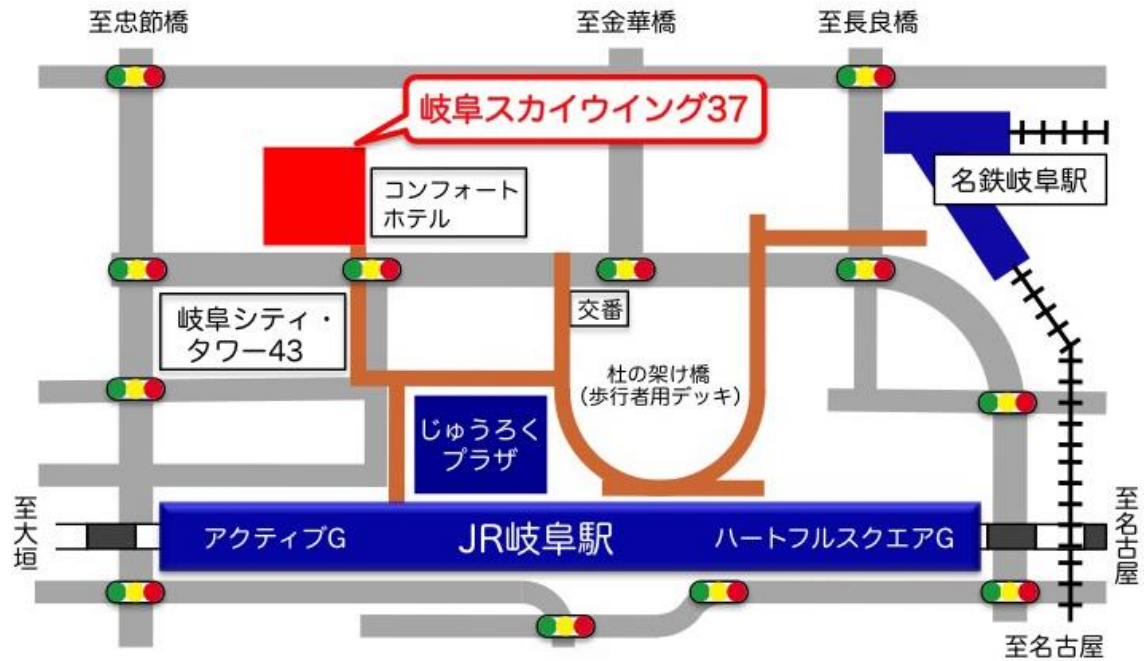 至忠節橋
至金華橋
至長良橋
岐阜スカイウイング37
名鉄岐阜駅
コンフォート
ホテル
交番
岐阜シティ・
タワー43
杜の架け橋
（歩行者用デッキ）
じゅうろく
プラザ
至大垣
アクティブG
JR岐阜駅
ハートフルスクエアG
至名古屋
至名古屋